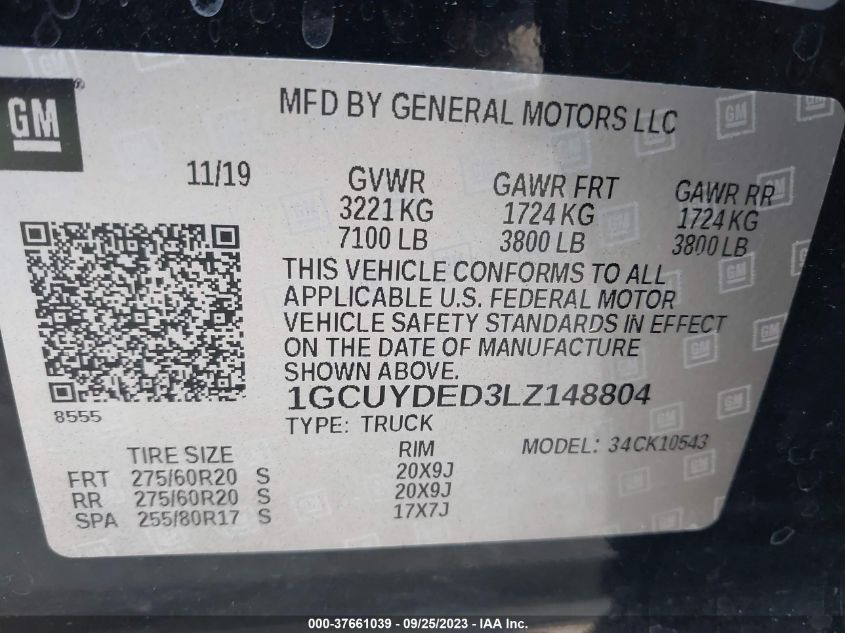 GM
MFD BY GENERAL MOTORS LLC
11/19 GVWR GAWR FRT GAWR RR
3221 KG 1724 KG 1724 KG
7100 LB 3800 LB 3800 LB
THIS VEHICLE CONFORMS TO ALL
APPLICABLE U.S. FEDERAL MOTOR
VEHICLE SAFETY STANDARDS IN EFFECT
ON THE DATE OF MANUFACTURE
SHOWN ABOVE.
1GCUYDED3LZ148804
8555
TYPE: TRUCK
TIRE SIZE RIM MODEL: 34CK10543
FRT 275/60R20 S 20X9J
RR 275/60R20 S 20X9J
SPA 255/80R17 S 17X7J
000-37661039 - 09/25/2023 - IAA Inc.